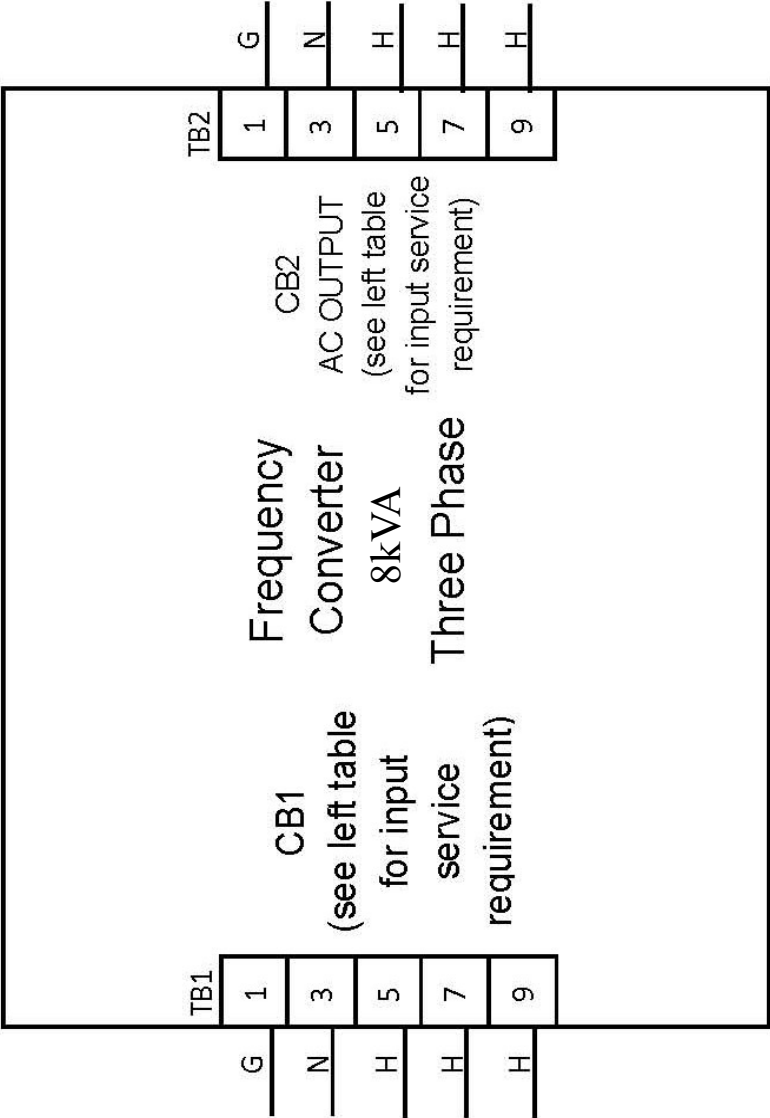 TB1
G 1
N 3
H 5
H 7
H 9
CB1
(see left table
for input
service
requirement)
Frequency
Converter
8kVA
Three Phase
CB2
AC OUTPUT
(see left table
for input service
requirement)
TB2
1 G
3 N
5 H
7 H
9 H